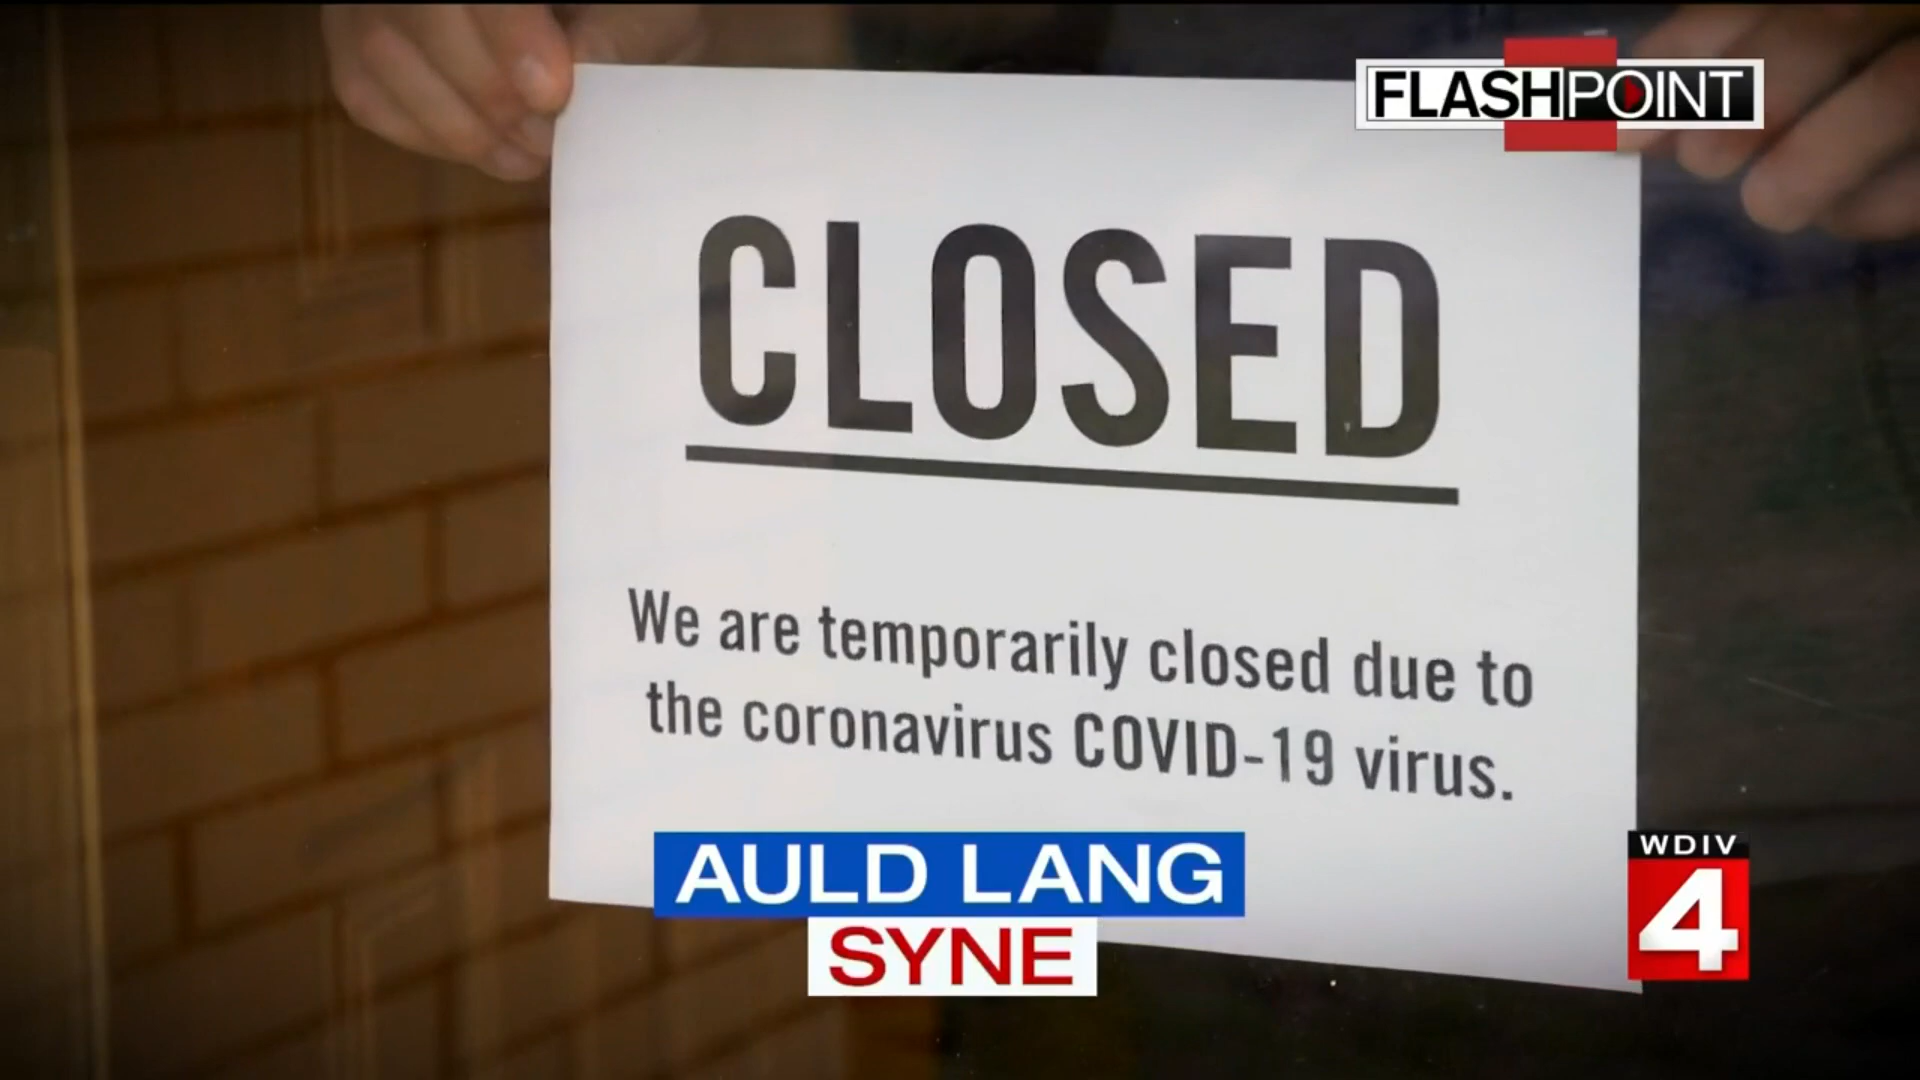 FLASHPOINT
CLOSED
We are temporarily closed due to
the coronavirus COVID-19 virus.
AULD LANG
SYNE
WDIV
4